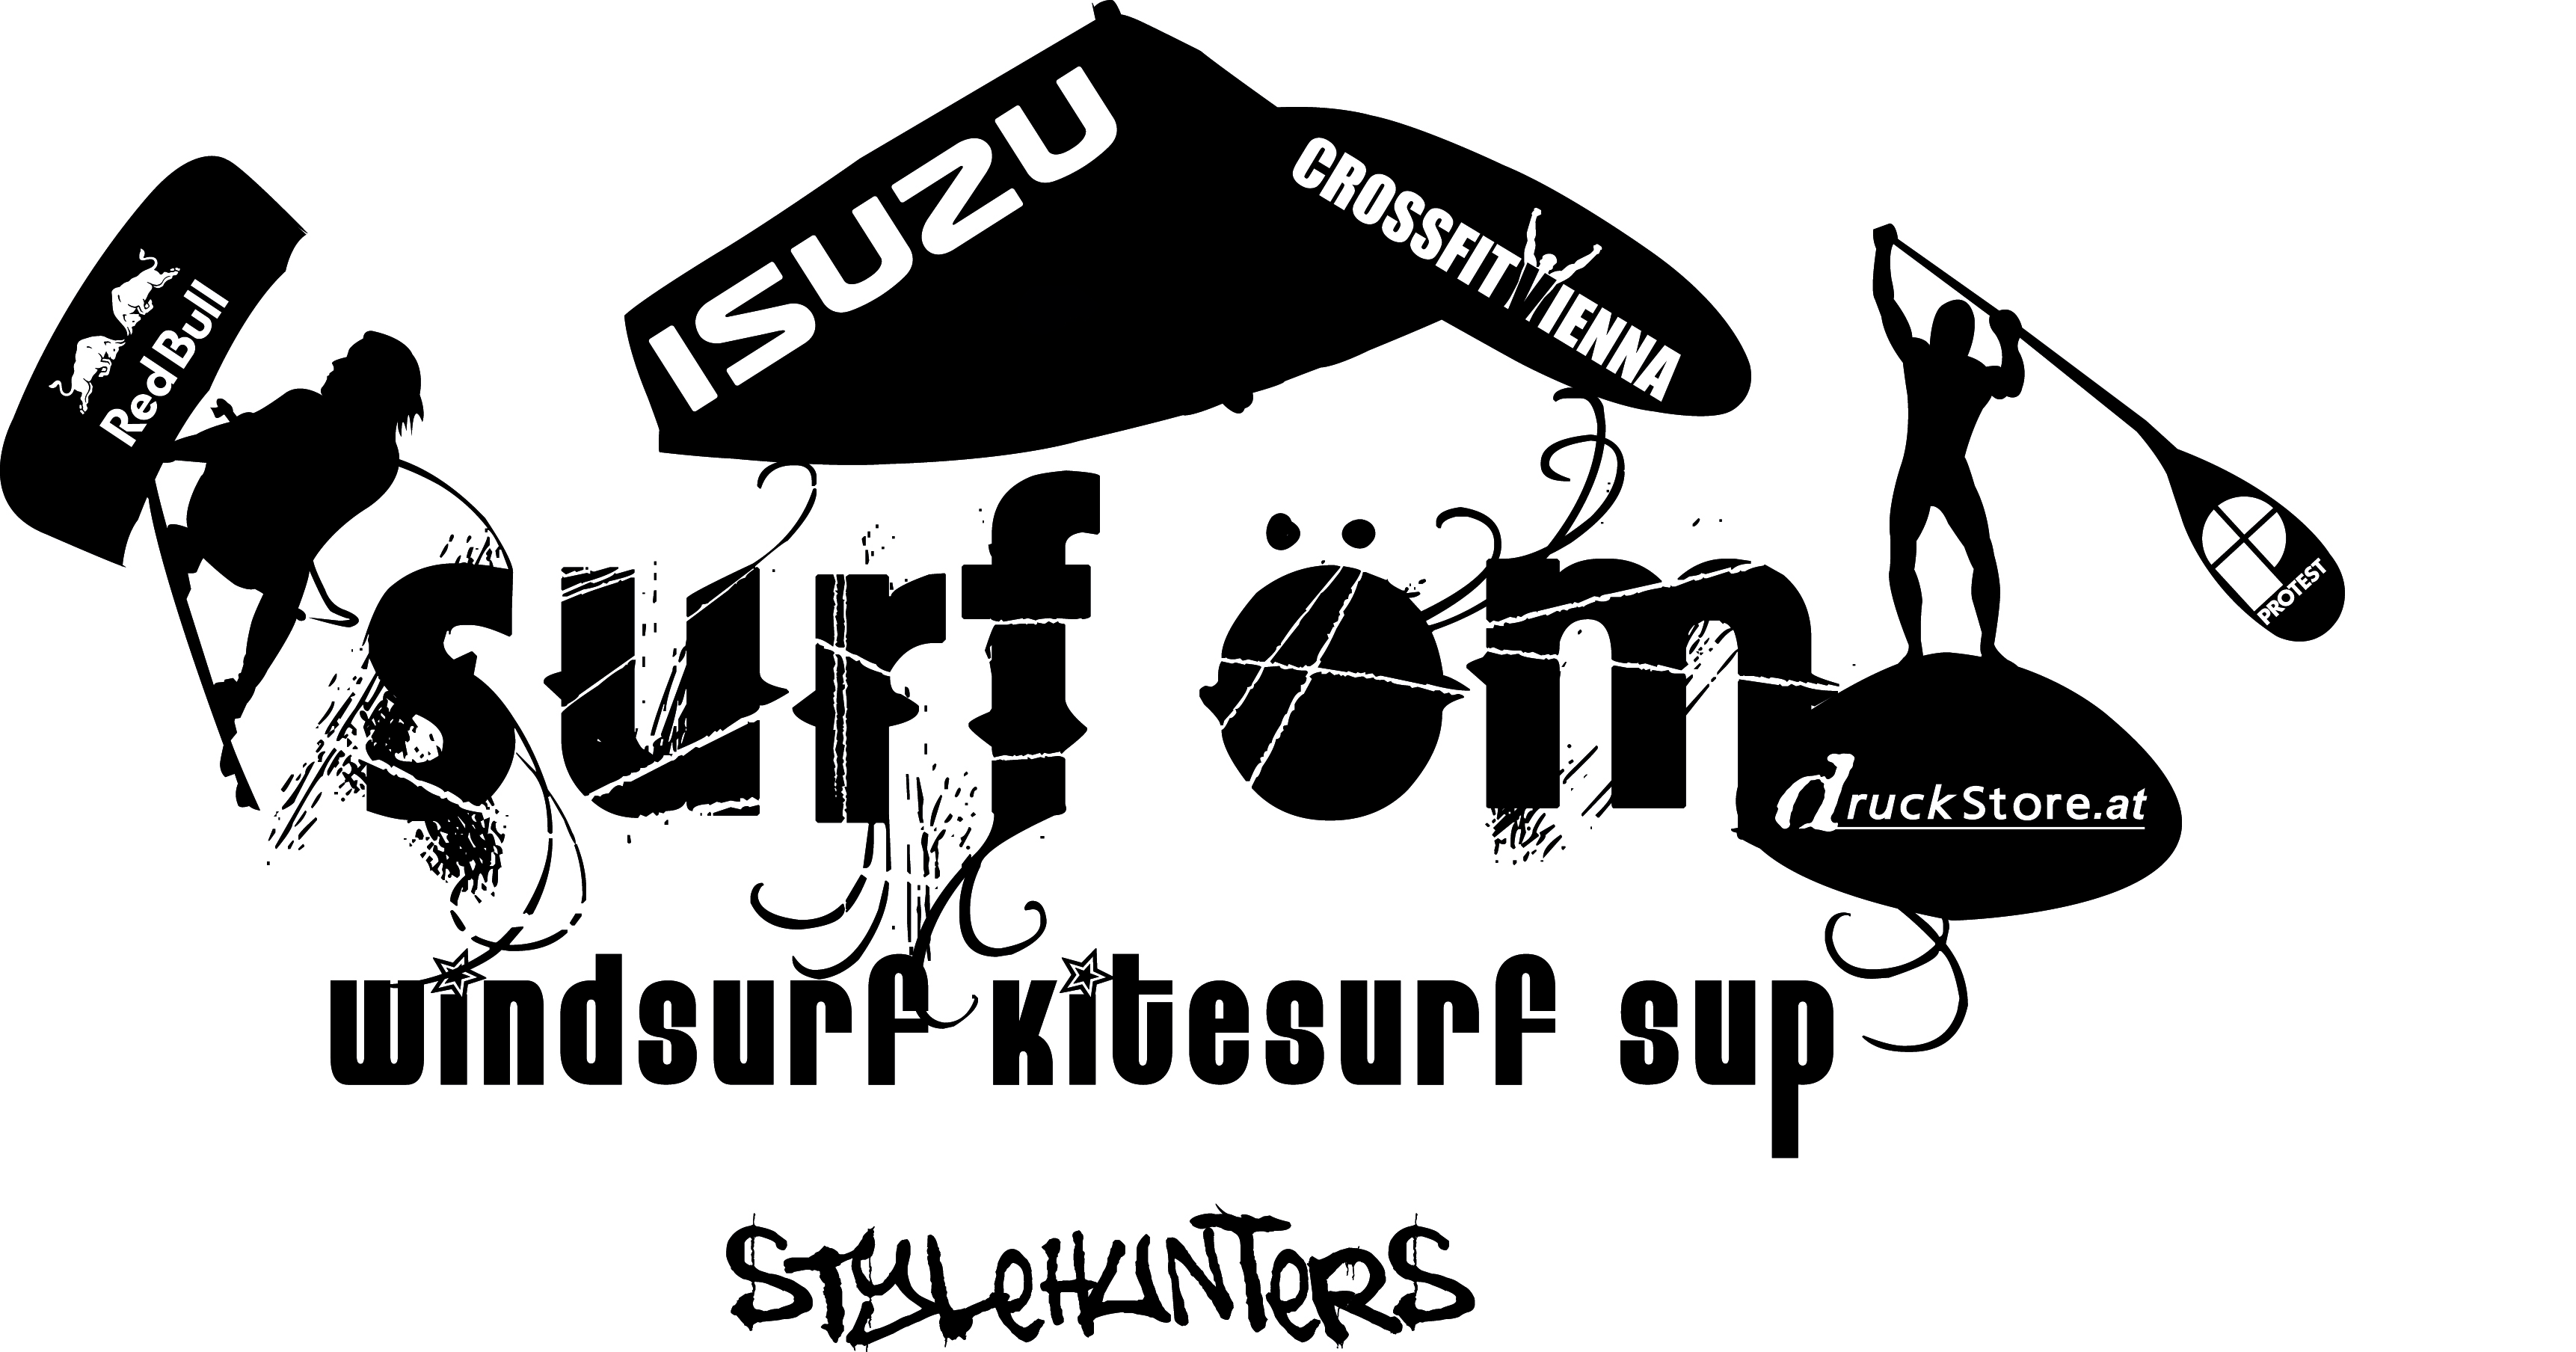 ISUZU
CROSSFIT VIENNA
Red Bull
PROTEST
surf öm
druckStore.at
windsurf kitesurf sup
STYLeHUNTeRS